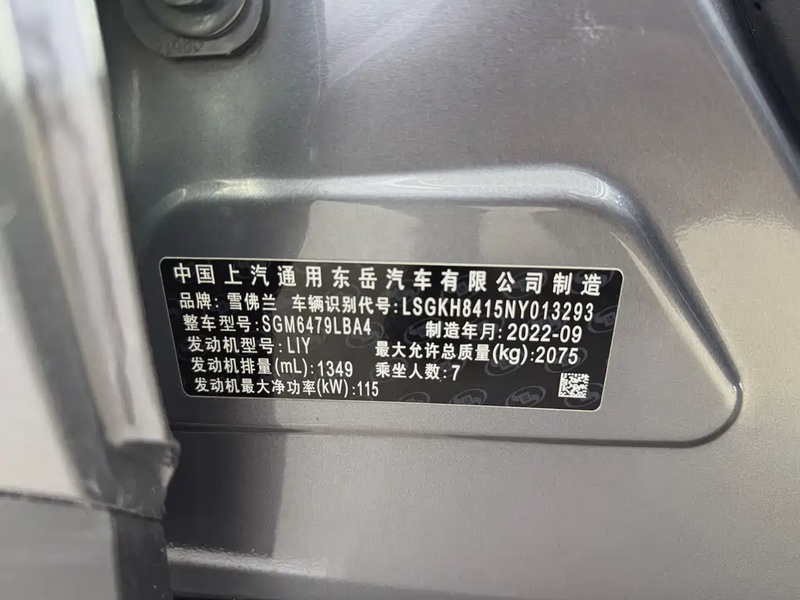 中国上汽通用东岳汽车有限公司制造
品牌: 雪佛兰 车辆识别代号: LSGKH8415NY013293
整车型号: SGM6479LBA4 制造年月: 2022-09
发动机型号: LIY 最大允许总质量(kg): 2075
发动机排量(mL): 1349 乘坐人数: 7
发动机最大净功率(kW): 115